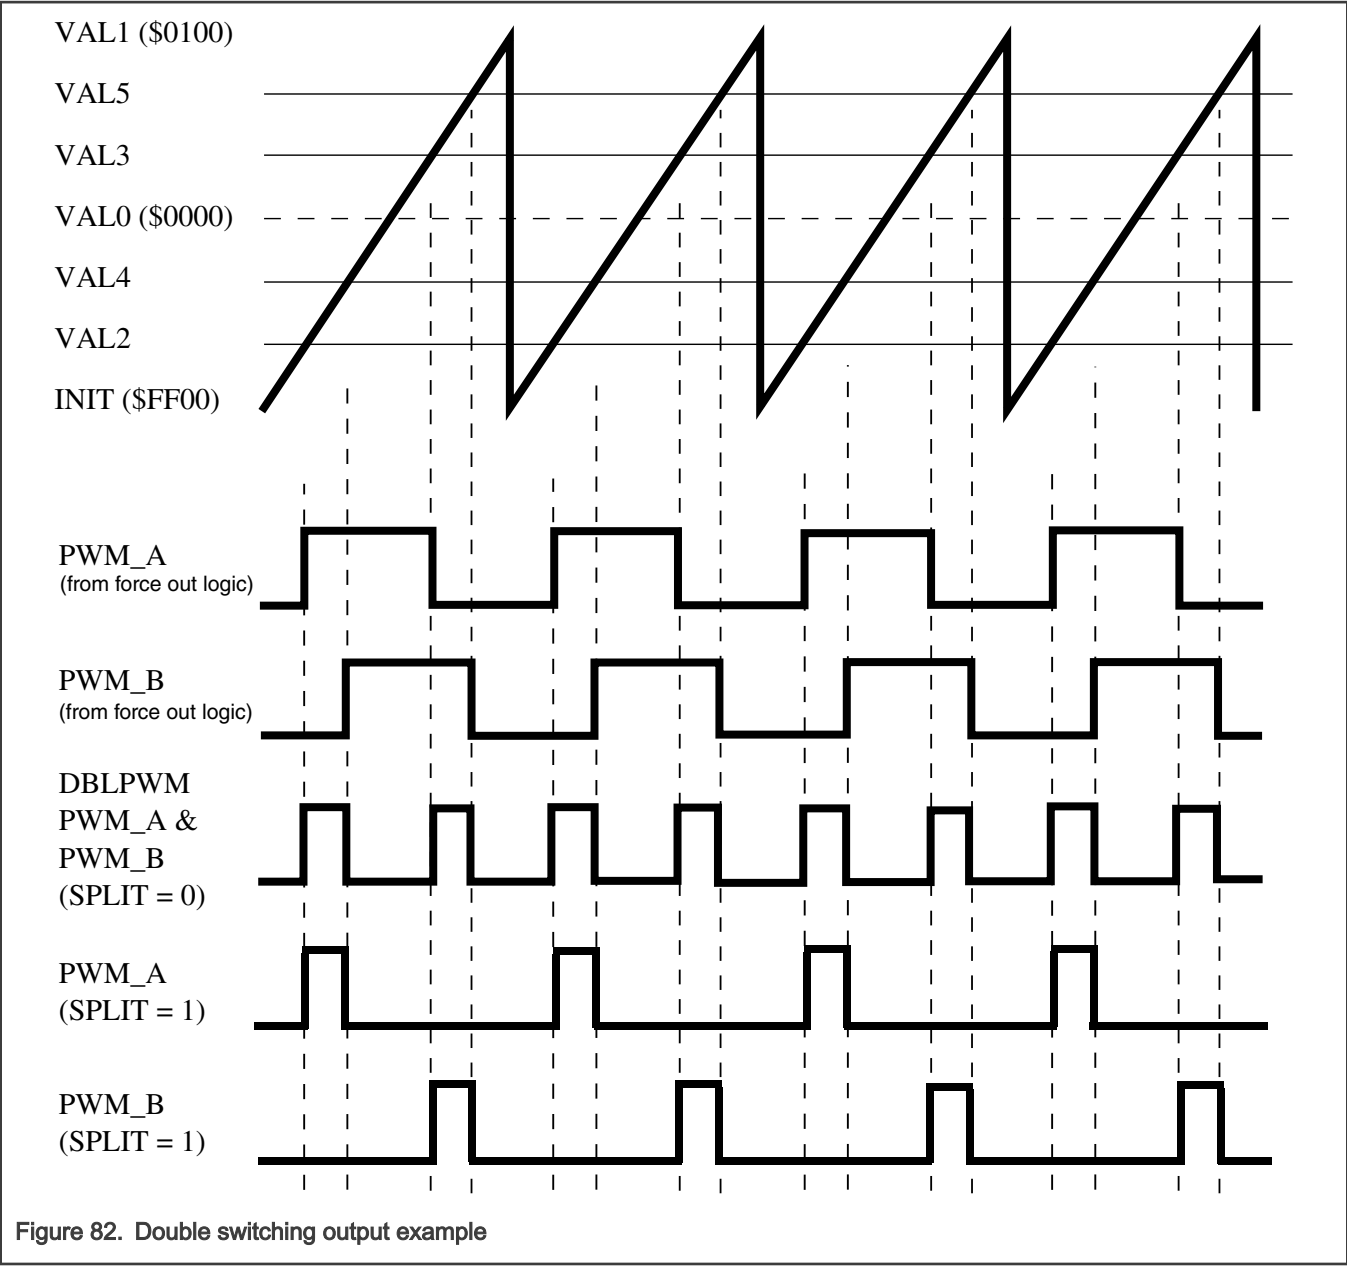 VAL1 ($0100)
VAL5
VAL3
VAL0 ($0000)
VAL4
VAL2
INIT ($FF00)
PWM_A
(from force out logic)
PWM_B
(from force out logic)
DBLPWM
PWM_A &
PWM_B
(SPLIT = 0)
PWM_A
(SPLIT = 1)
PWM_B
(SPLIT = 1)
Figure 82. Double switching output example